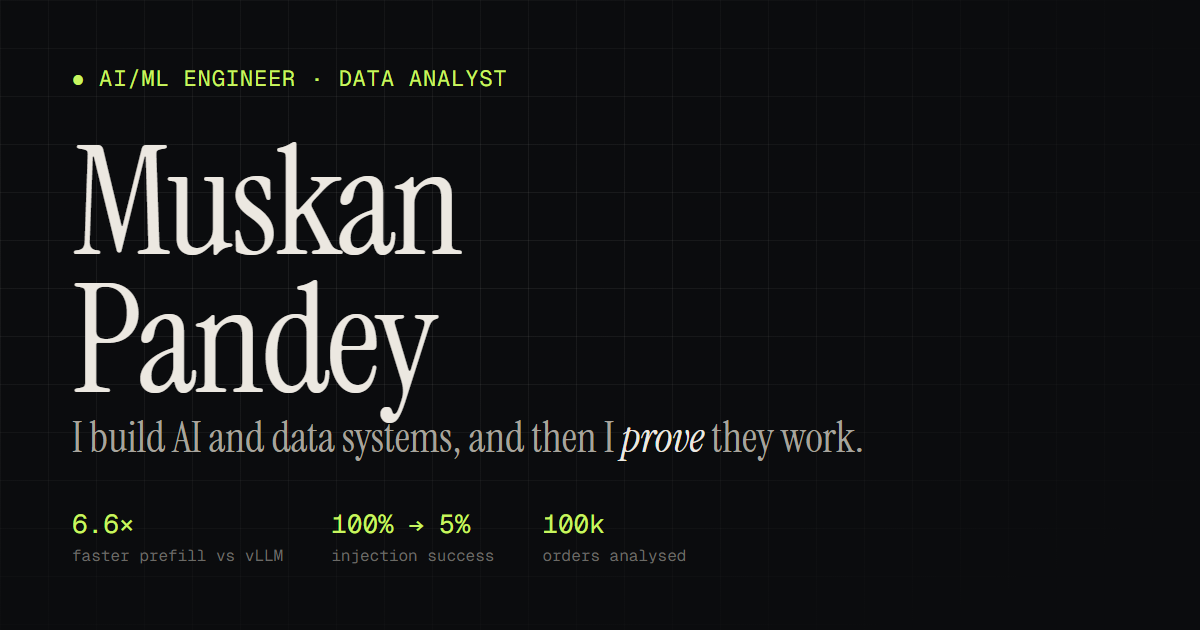 ● AI/ML ENGINEER · DATA ANALYST
Muskan
Pandey
I build AI and data systems, and then I prove they work.
6.6× 100% → 5% 100k
faster prefill vs vLLM injection success orders analysed